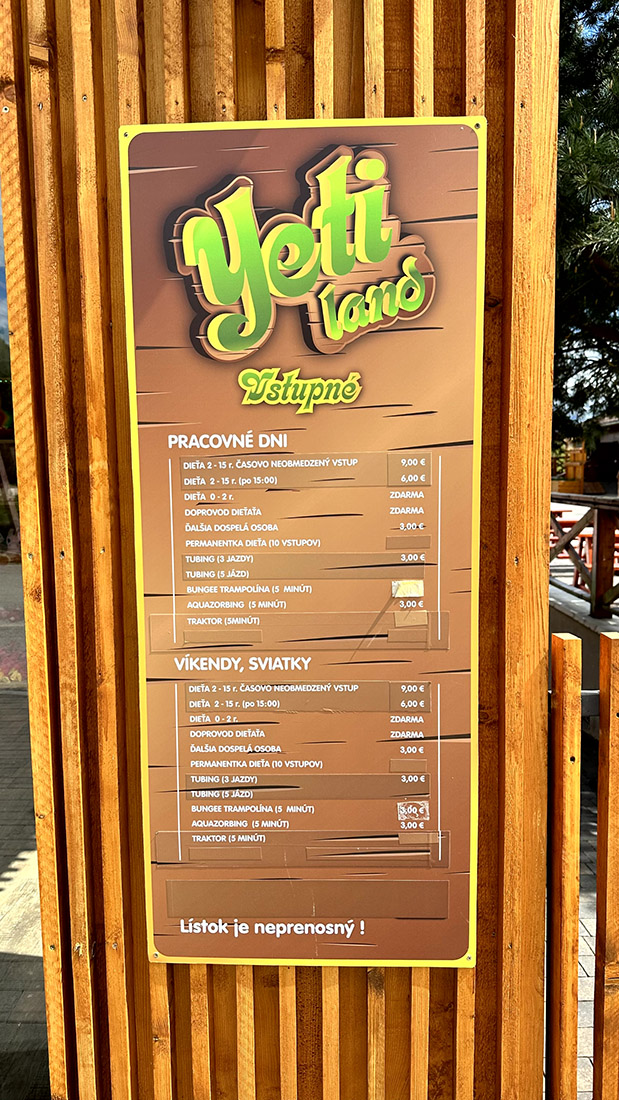 Yeti
land
Vstupné
PRACOVNÉ DNI
DIEŤA 2 - 15 r. ČASOVO NEOBMEDZENÝ VSTUP 9,00 €
DIEŤA 2 - 15 r. (po 15:00) 6,00 €
DIEŤA 0 - 2 r. ZDARMA
DOPROVOD DIEŤAŤA ZDARMA
ĎALŠIA DOSPELÁ OSOBA 3,00 €
PERMANENTKA DIEŤA (10 VSTUPOV)
TUBING (3 JAZDY) 3,00 €
TUBING (5 JÁZD)
BUNGEE TRAMPOLÍNA (5 MINÚT)
AQUAZORBING (5 MINÚT) 3,00 €
TRAKTOR (5MINÚT)
VÍKENDY, SVIATKY
DIEŤA 2 - 15 r. ČASOVO NEOBMEDZENÝ VSTUP 9,00 €
DIEŤA 2 - 15 r. (po 15:00) 6,00 €
DIEŤA 0 - 2 r. ZDARMA
DOPROVOD DIEŤAŤA ZDARMA
ĎALŠIA DOSPELÁ OSOBA 3,00 €
PERMANENTKA DIEŤA (10 VSTUPOV)
TUBING (3 JAZDY) 3,00 €
TUBING (5 JÁZD)
BUNGEE TRAMPOLÍNA (5 MINÚT) 3,00 €
AQUAZORBING (5 MINÚT) 3,00 €
TRAKTOR (5 MINÚT)
Lístok je neprenosný !